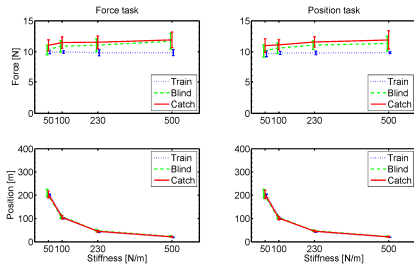 Force task
Position task
Force [N]
15
10
5
0
50 100 230 500
Train
Blind
Catch
15
10
5
0
50 100 230 500
Train
Blind
Catch
Position [m]
400
300
200
100
0
50 100 230 500
Stiffness [N/m]
Train
Blind
Catch
400
300
200
100
0
50 100 230 500
Stiffness [N/m]
Train
Blind
Catch